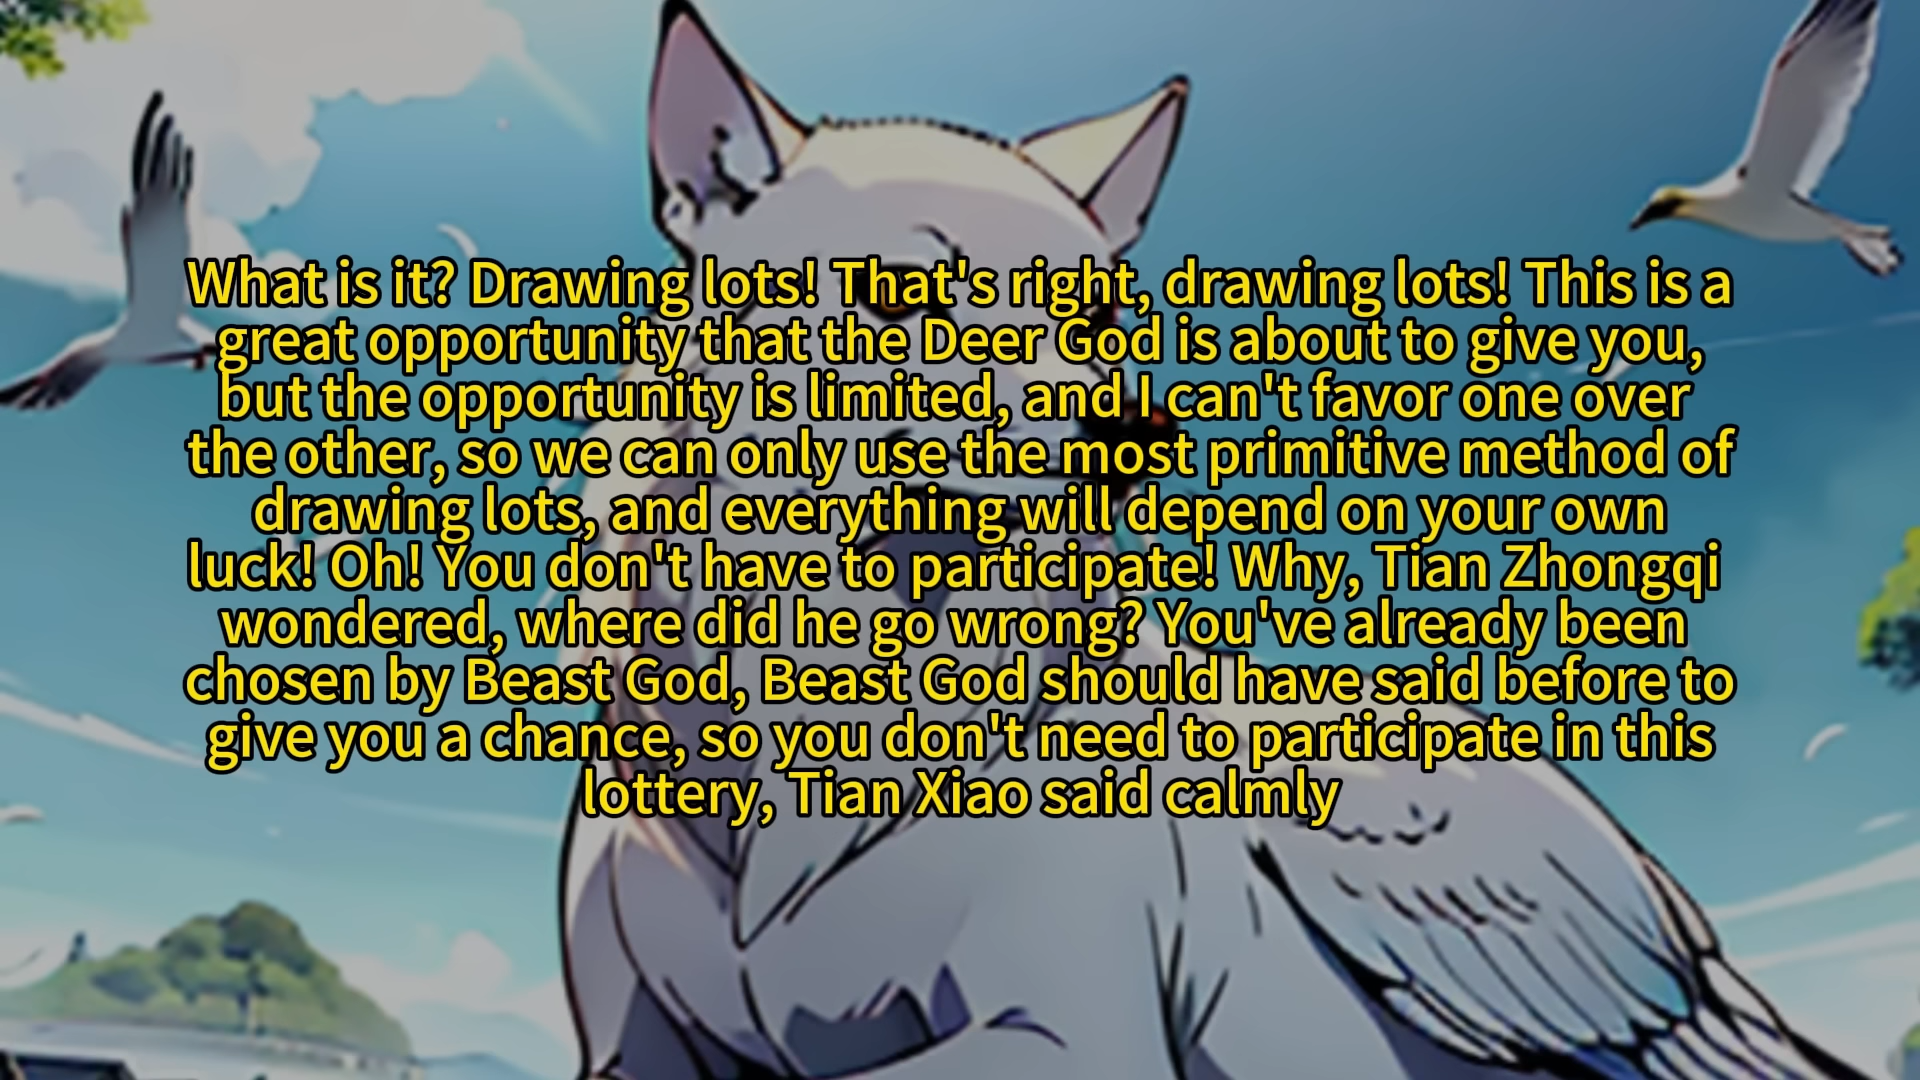 What is it? Drawing lots! That's right, drawing lots! This is a
great opportunity that the Deer God is about to give you,
but the opportunity is limited, and I can't favor one over
the other, so we can only use the most primitive method of
drawing lots, and everything will depend on your own
luck! Oh! You don't have to participate! Why, Tian Zhongqi
wondered, where did he go wrong? You've already been
chosen by Beast God, Beast God should have said before to
give you a chance, so you don't need to participate in this
lottery, Tian Xiao said calmly